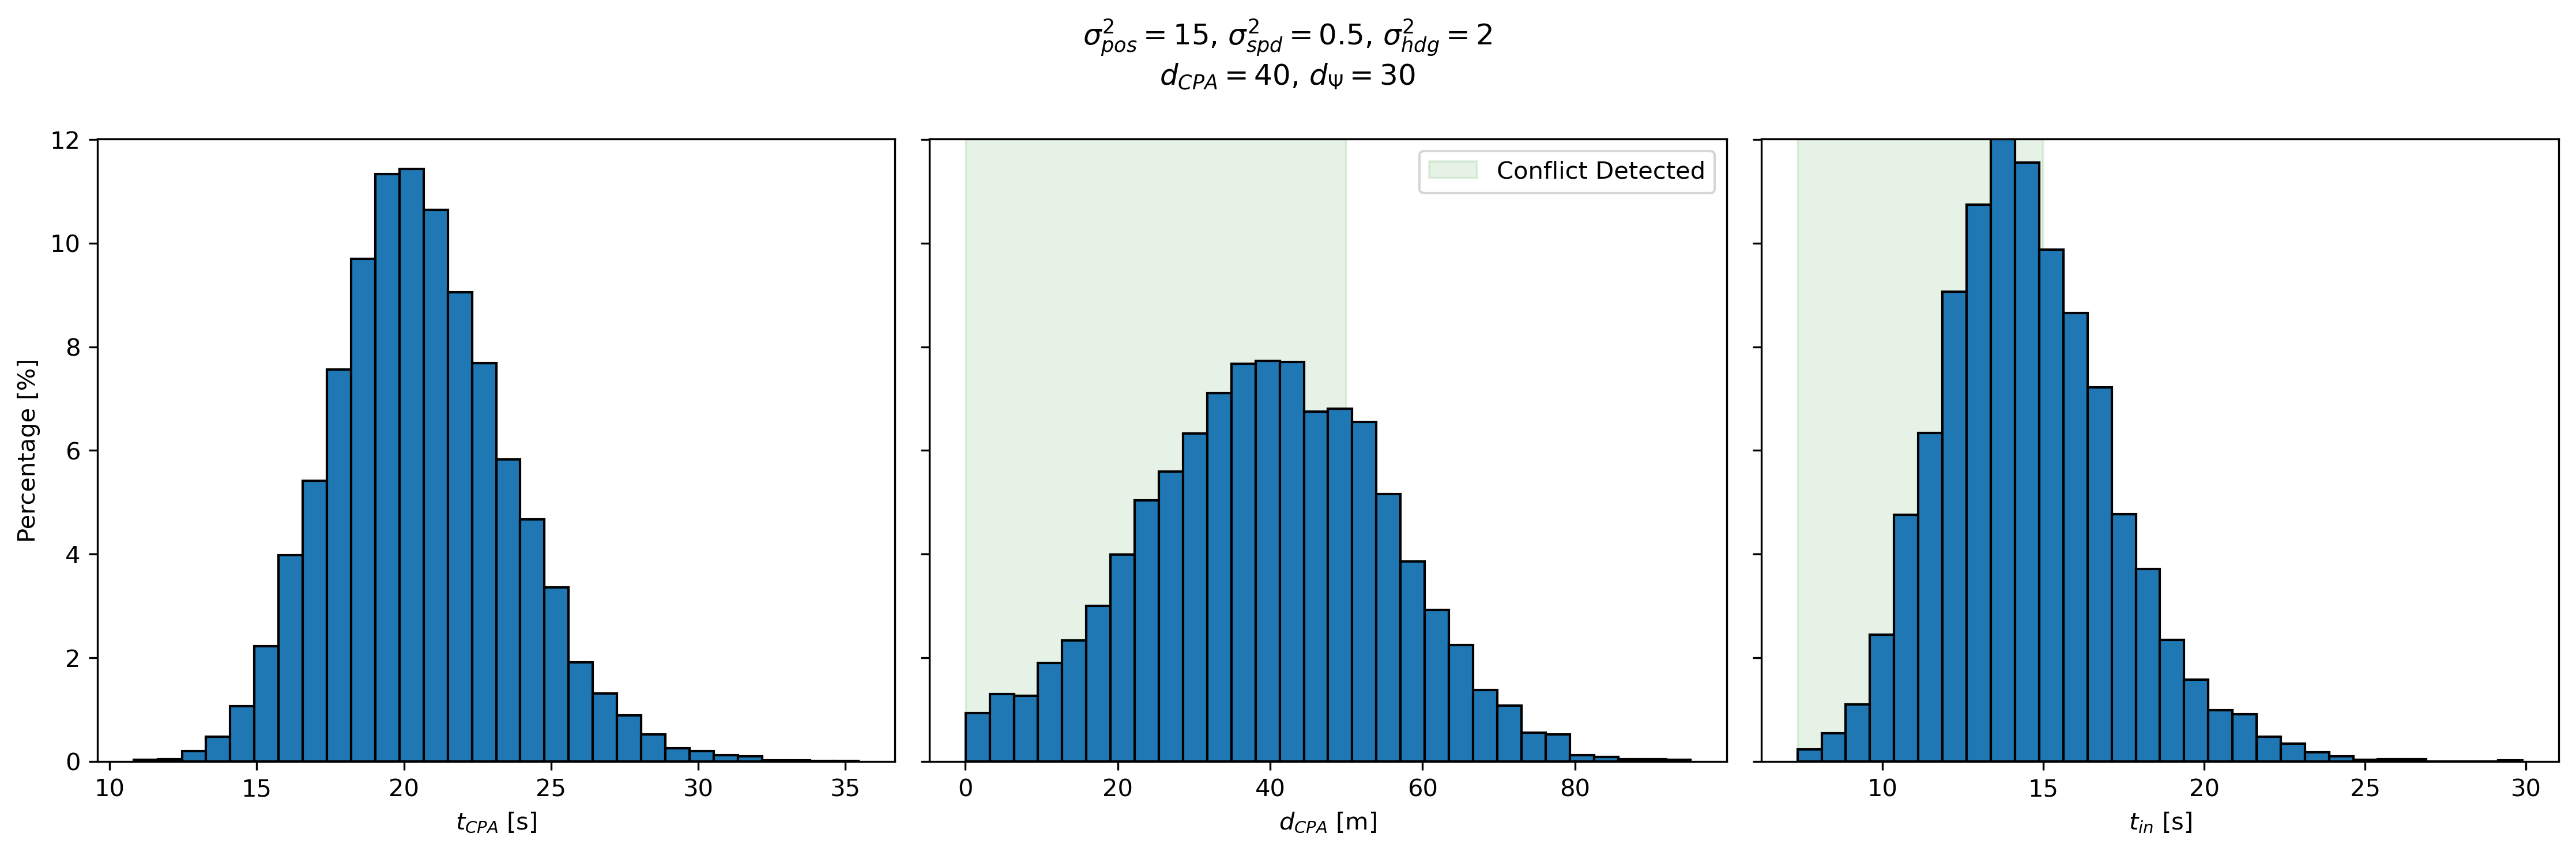 σ²pos = 15, σ²spd = 0.5, σ²hdg = 2
dCPA = 40, dΨ = 30
Percentage [%]
12
10
8
6
4
2
0
10 15 20 25 30 35
tCPA [s]
Conflict Detected
0 20 40 60 80
dCPA [m]
10 15 20 25 30
tin [s]